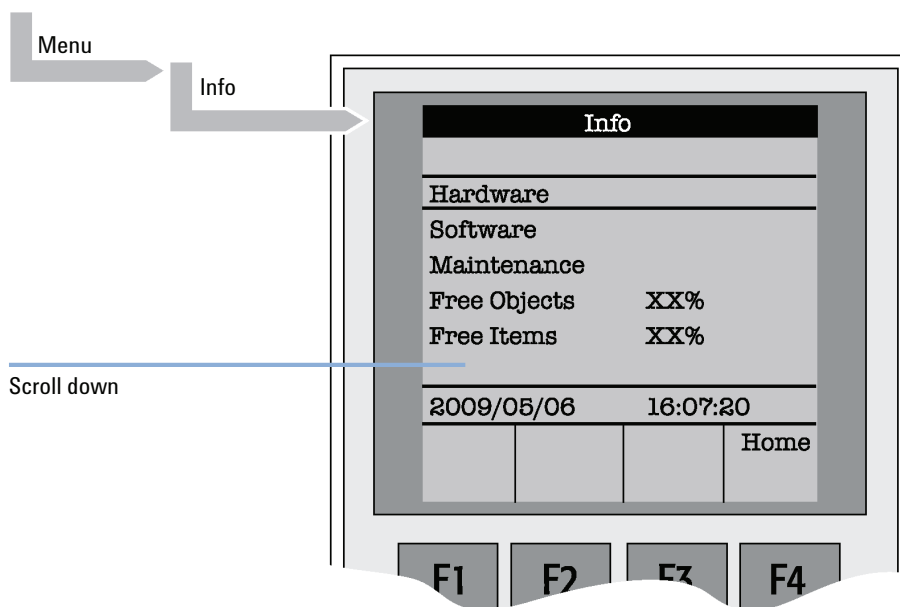 Menu
Info
Info
Hardware
Software
Maintenance
Free Objects XX%
Free Items XX%
Scroll down
2009/05/06 16:07:20
Home
F1 F2 F3 F4